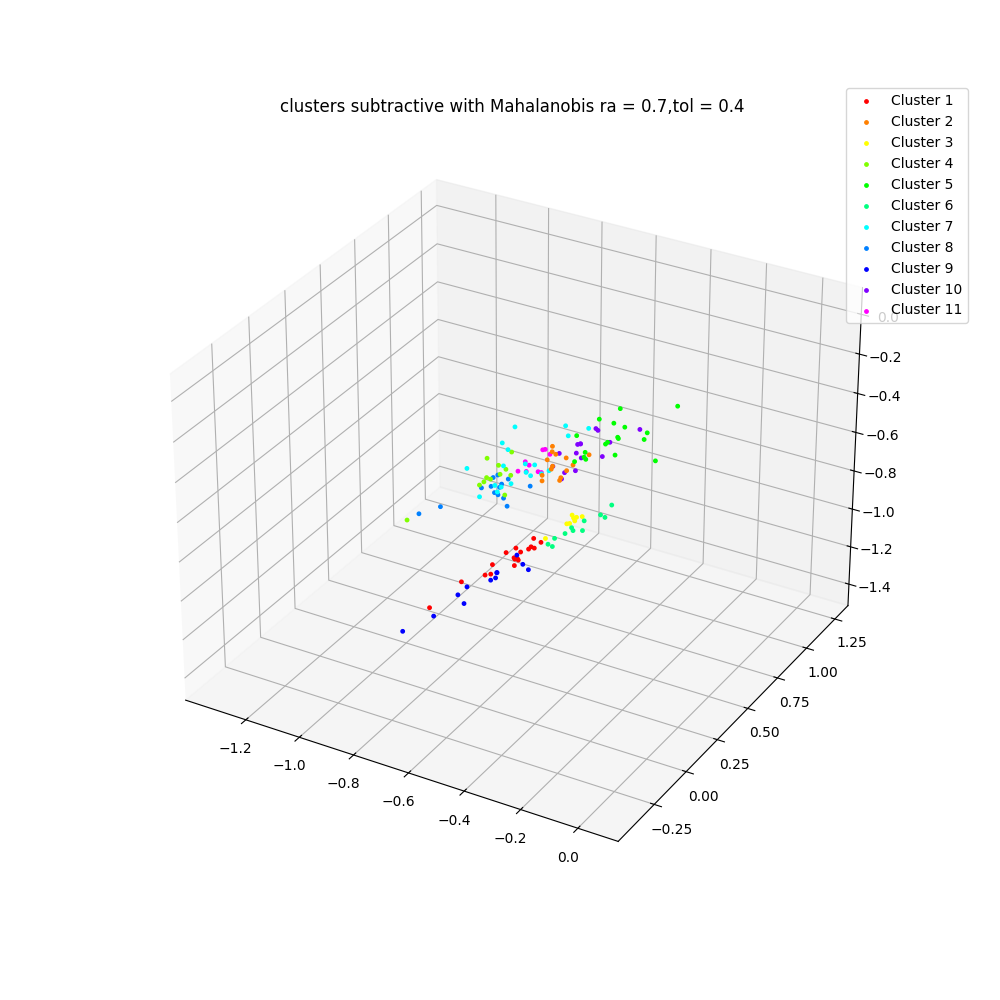 clusters subtractive with Mahalanobis ra = 0.7,tol = 0.4
Cluster 1
Cluster 2
Cluster 3
Cluster 4
Cluster 5
Cluster 6
Cluster 7
Cluster 8
Cluster 9
Cluster 10
Cluster 11
0.0
−0.2
−0.4
−0.6
−0.8
−1.0
−1.2
−1.4
1.25
1.00
0.75
0.50
0.25
0.00
−0.25
−1.2
−1.0
−0.8
−0.6
−0.4
−0.2
0.0